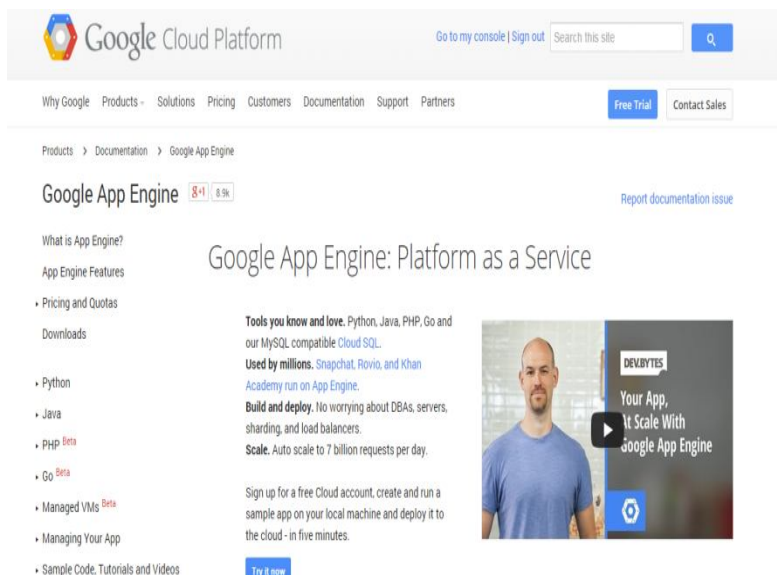 Google Cloud Platform
Go to my console | Sign out
Search this site
Why Google Products Solutions Pricing Customers Documentation Support Partners
Free Trial
Contact Sales
Products > Documentation > Google App Engine
Google App Engine
g+1
8.9k
Report documentation issue
What is App Engine?
App Engine Features
Pricing and Quotas
Downloads
Python
Java
PHP Beta
Go Beta
Managed VMs Beta
Managing Your App
Sample Code, Tutorials and Videos
Google App Engine: Platform as a Service
Tools you know and love. Python, Java, PHP, Go and
our MySQL compatible Cloud SQL.
Used by millions. Snapchat, Rovio, and Khan
Academy run on App Engine.
Build and deploy. No worrying about DBAs, servers,
sharding, and load balancers.
Scale. Auto scale to 7 billion requests per day.
Sign up for a free Cloud account, create and run a
sample app on your local machine and deploy it to
the cloud - in five minutes.
Try it now
DEV.BYTES
Your App,
At Scale With
Google App Engine